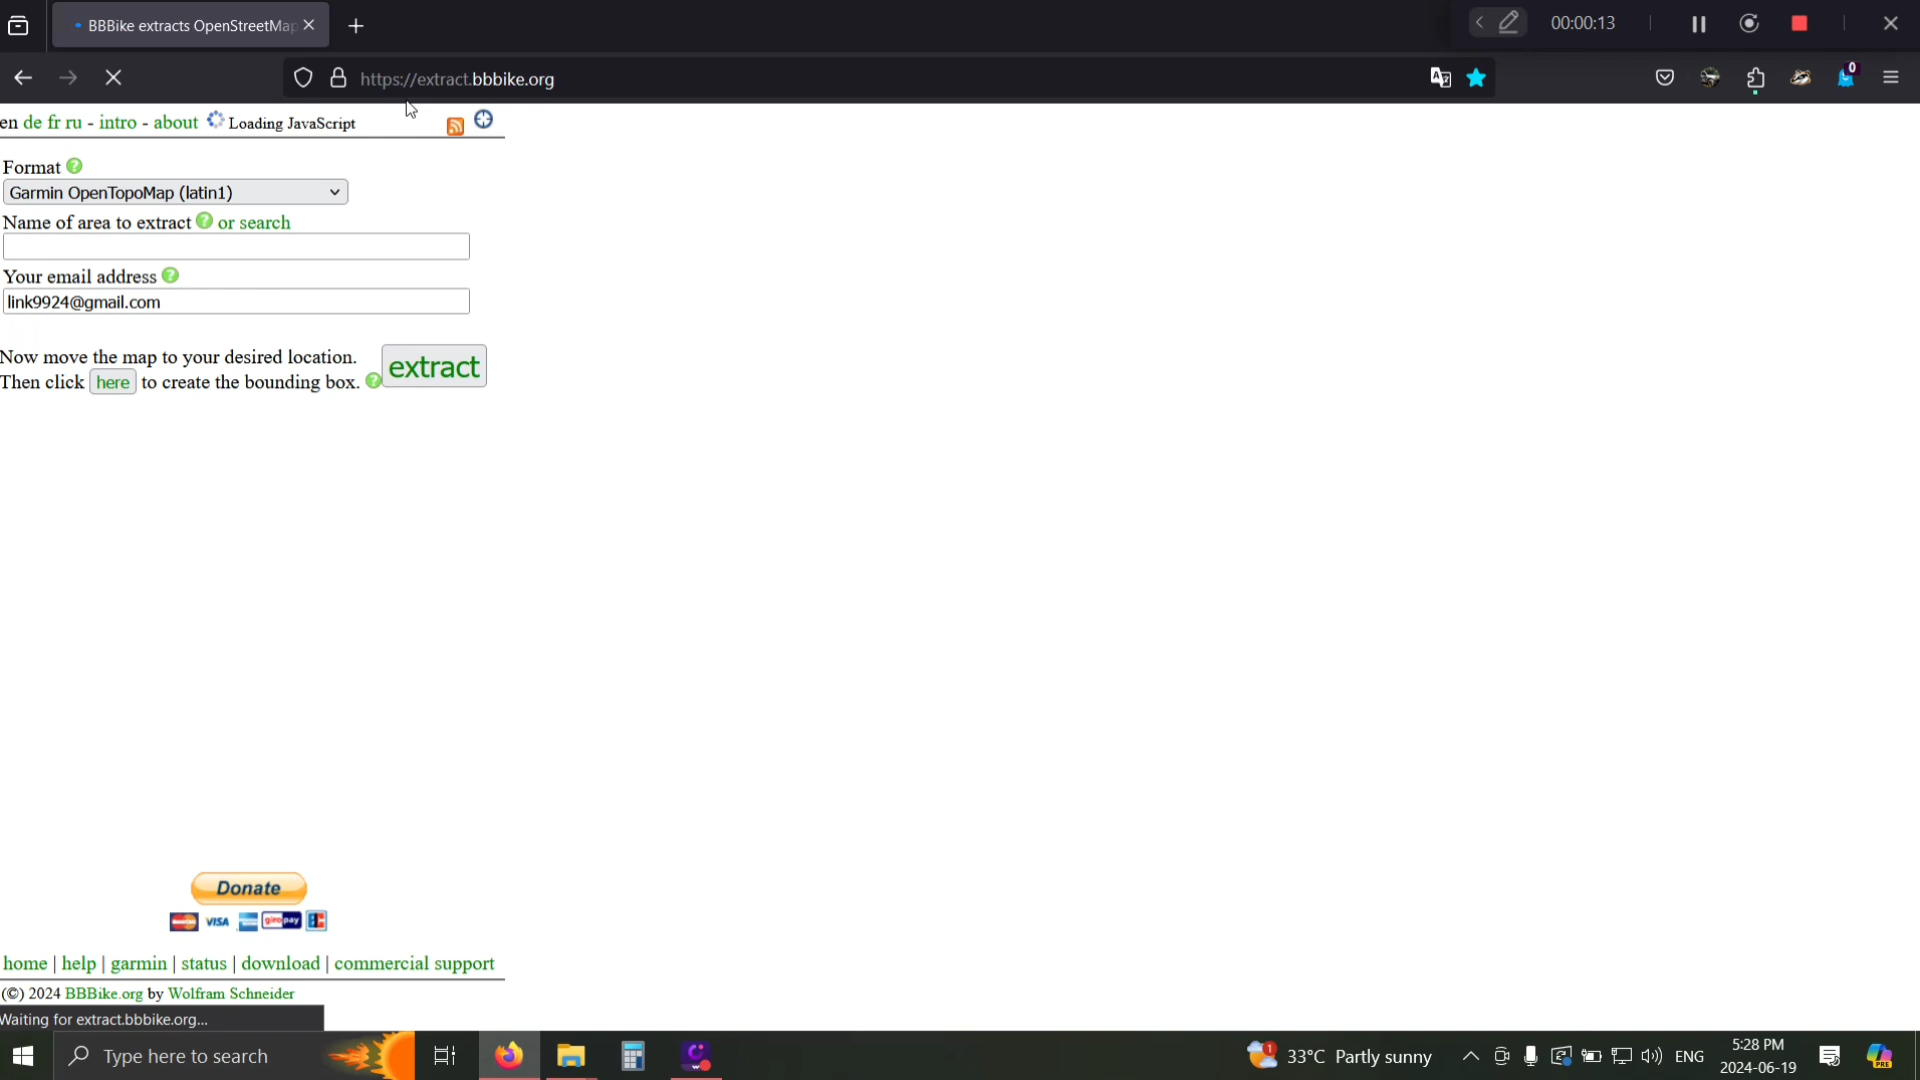 BBBike extracts OpenStreetMap
00:00:13
https://extract.bbbike.org
0
en de fr ru - intro - about Loading JavaScript
Format ?
Garmin OpenTopoMap (latin1)
Name of area to extract ? or search
Your email address ?
link9924@gmail.com
Now move the map to your desired location.
Then click here to create the bounding box. ?
extract
Donate
VISA giropay
home | help | garmin | status | download | commercial support
(©) 2024 BBBike.org by Wolfram Schneider
Waiting for extract.bbbike.org...
Type here to search
1
33°C Partly sunny
ENG
5:28 PM
2024-06-19
PRE